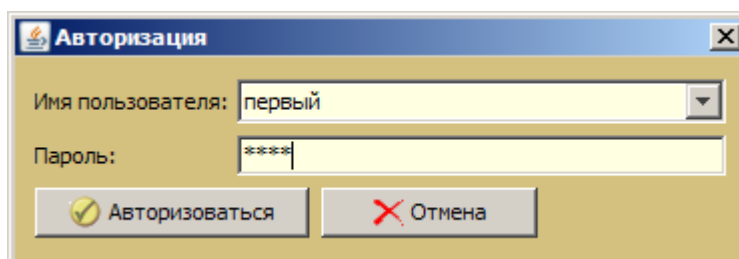 Авторизация
Имя пользователя: первый
Пароль: ****
Авторизоваться Отмена